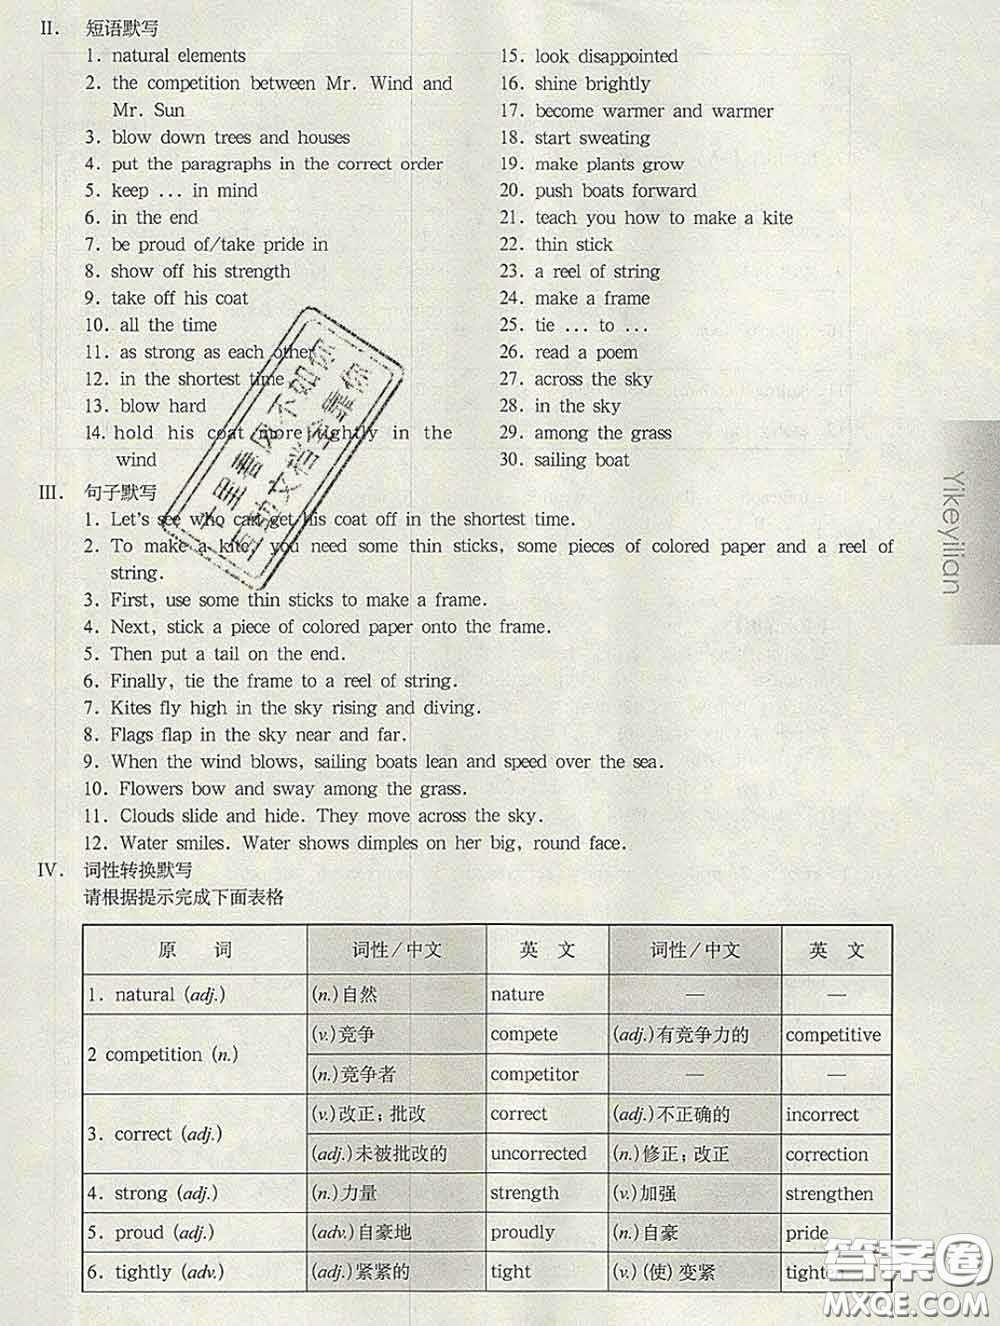 II. 短语默写
1. natural elements
2. the competition between Mr. Wind and
Mr. Sun
3. blow down trees and houses
4. put the paragraphs in the correct order
5. keep ... in mind
6. in the end
7. be proud of/take pride in
8. show off his strength
9. take off his coat
10. all the time
11. as strong as each other
12. in the shortest time
13. blow hard
14. hold his coat more tightly in the
wind
15. look disappointed
16. shine brightly
17. become warmer and warmer
18. start sweating
19. make plants grow
20. push boats forward
21. teach you how to make a kite
22. thin stick
23. a reel of string
24. make a frame
25. tie ... to ...
26. read a poem
27. across the sky
28. in the sky
29. among the grass
30. sailing boat
III. 句子默写
1. Let's see who can get his coat off in the shortest time.
2. To make a kite, you need some thin sticks, some pieces of colored paper and a reel of
string.
3. First, use some thin sticks to make a frame.
4. Next, stick a piece of colored paper onto the frame.
5. Then put a tail on the end.
6. Finally, tie the frame to a reel of string.
7. Kites fly high in the sky rising and diving.
8. Flags flap in the sky near and far.
9. When the wind blows, sailing boats lean and speed over the sea.
10. Flowers bow and sway among the grass.
11. Clouds slide and hide. They move across the sky.
12. Water smiles. Water shows dimples on her big, round face.
IV. 词性转换默写
请根据提示完成下面表格
原 词 词性/中文 英 文 词性/中文 英 文
1. natural (adj.) (n.)自然 nature — —
2 competition (n.) (v.)竞争 compete (adj.)有竞争力的 competitive
(n.)竞争者 competitor — —
3. correct (adj.) (v.)改正;批改 correct (adj.)不正确的 incorrect
(adj.)未被批改的 uncorrected (n.)修正;改正 correction
4. strong (adj.) (n.)力量 strength (v.)加强 strengthen
5. proud (adj.) (adv.)自豪地 proudly (n.)自豪 pride
6. tightly (adv.) (adj.)紧紧的 tight (v.)(使)变紧 tighten
Yikeyilian
十里春风不如你
全动文档全靠你
答案圈
MXQE.COM